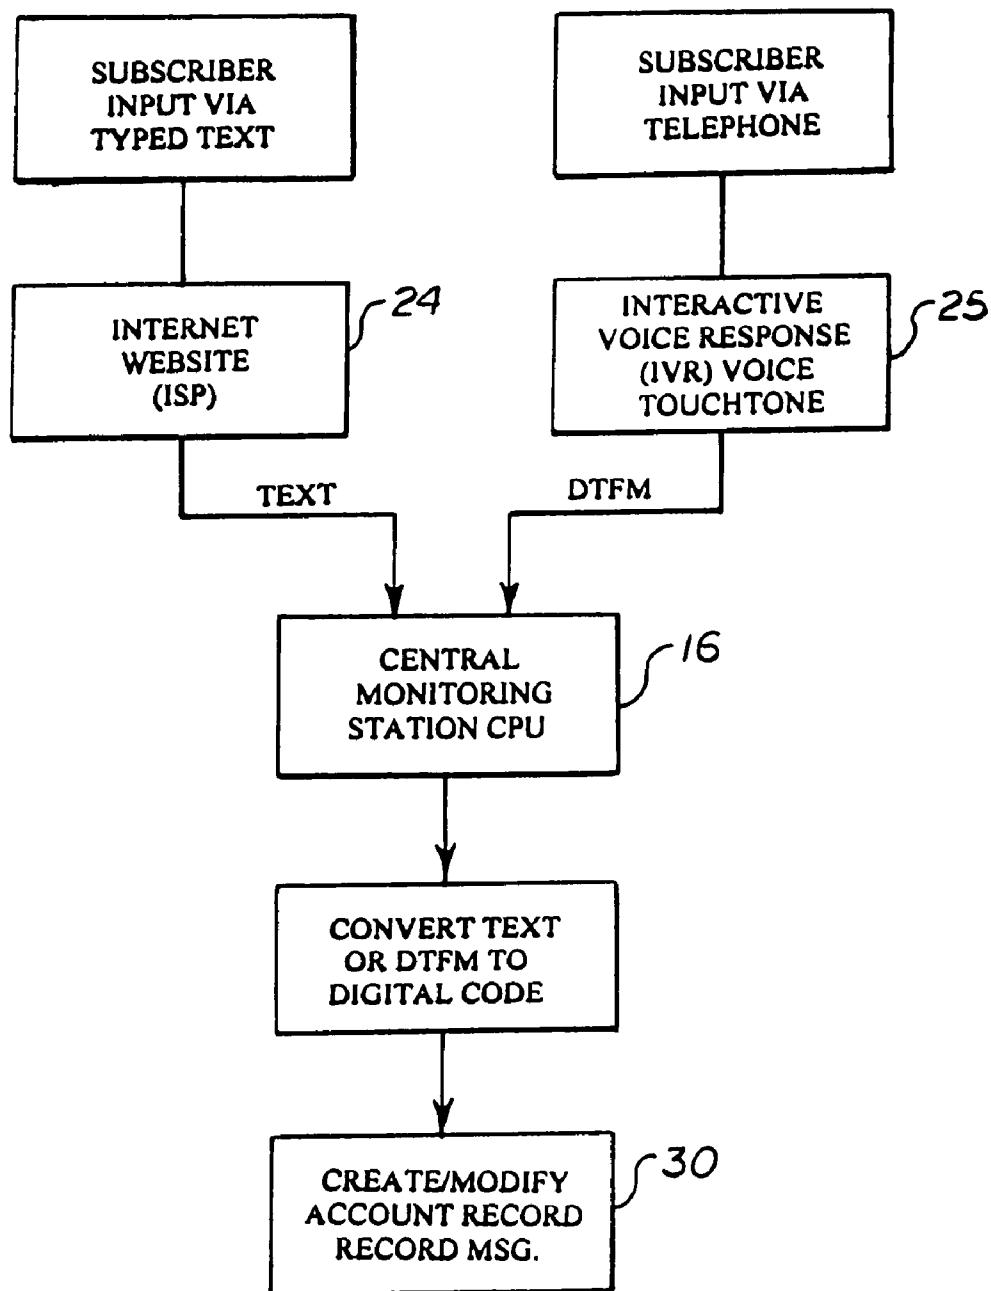 SUBSCRIBER
INPUT VIA
TYPED TEXT
SUBSCRIBER
INPUT VIA
TELEPHONE
INTERNET
WEBSITE
(ISP)
24
INTERACTIVE
VOICE RESPONSE
(IVR) VOICE
TOUCHTONE
25
TEXT
DTFM
CENTRAL
MONITORING
STATION CPU
16
CONVERT TEXT
OR DTFM TO
DIGITAL CODE
CREATE/MODIFY
ACCOUNT RECORD
RECORD MSG.
30